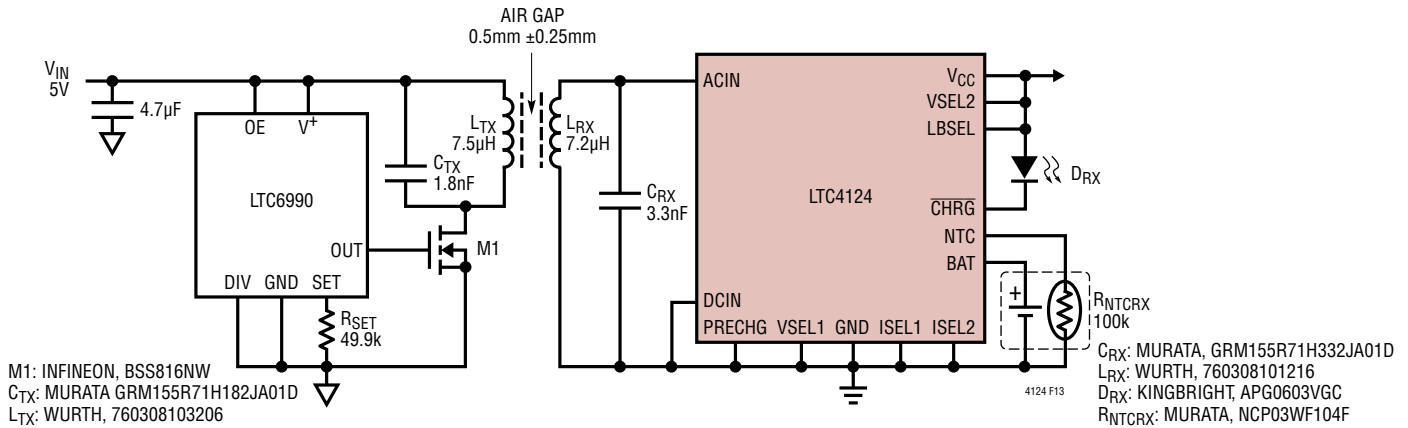 AIR GAP
0.5mm ±0.25mm
VIN
5V
4.7µF
OE
V+
LTC6990
OUT
DIV
GND
SET
RSET
49.9k
CTX
1.8nF
M1
LTX
7.5µH
LRX
7.2µH
CRX
3.3nF
ACIN
DCIN
LTC4124
PRECHG
VSEL1
GND
ISEL1
ISEL2
VCC
VSEL2
LBSEL
CHRG
NTC
BAT
DRX
+
RNTCRX
100k
4124 F13
M1: INFINEON, BSS816NW
CTX: MURATA GRM155R71H182JA01D
LTX: WURTH, 760308103206
CRX: MURATA, GRM155R71H332JA01D
LRX: WURTH, 760308101216
DRX: KINGBRIGHT, APG0603VGC
RNTCRX: MURATA, NCP03WF104F